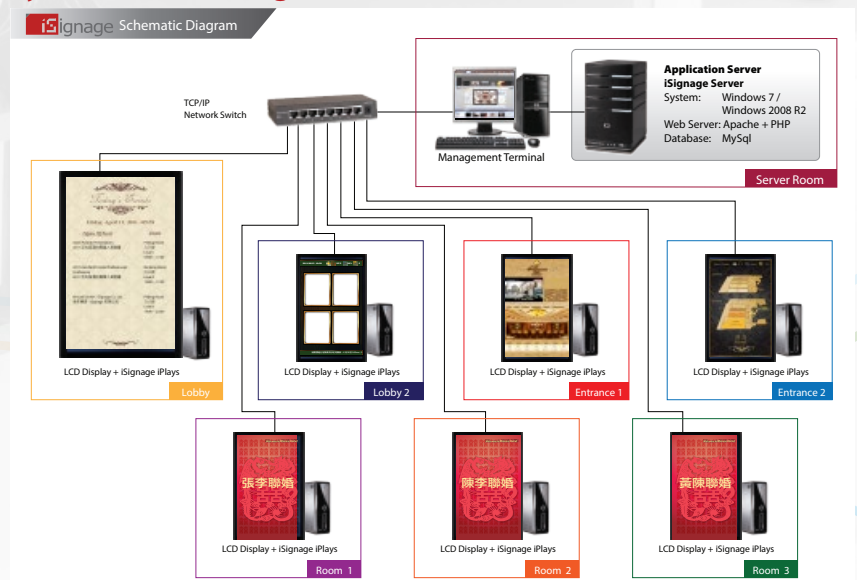 iSignage Schematic Diagram
TCP/IP
Network Switch
Management Terminal
Application Server
iSignage Server
System: Windows 7 /
Windows 2008 R2
Web Server: Apache + PHP
Database: MySql
Server Room
Today's Events
LCD Display + iSignage iPlays
Lobby
LCD Display + iSignage iPlays
Lobby 2
LCD Display + iSignage iPlays
Entrance 1
LCD Display + iSignage iPlays
Entrance 2
張李聯婚
LCD Display + iSignage iPlays
Room 1
陳李聯婚
LCD Display + iSignage iPlays
Room 2
黃陳聯婚
LCD Display + iSignage iPlays
Room 3